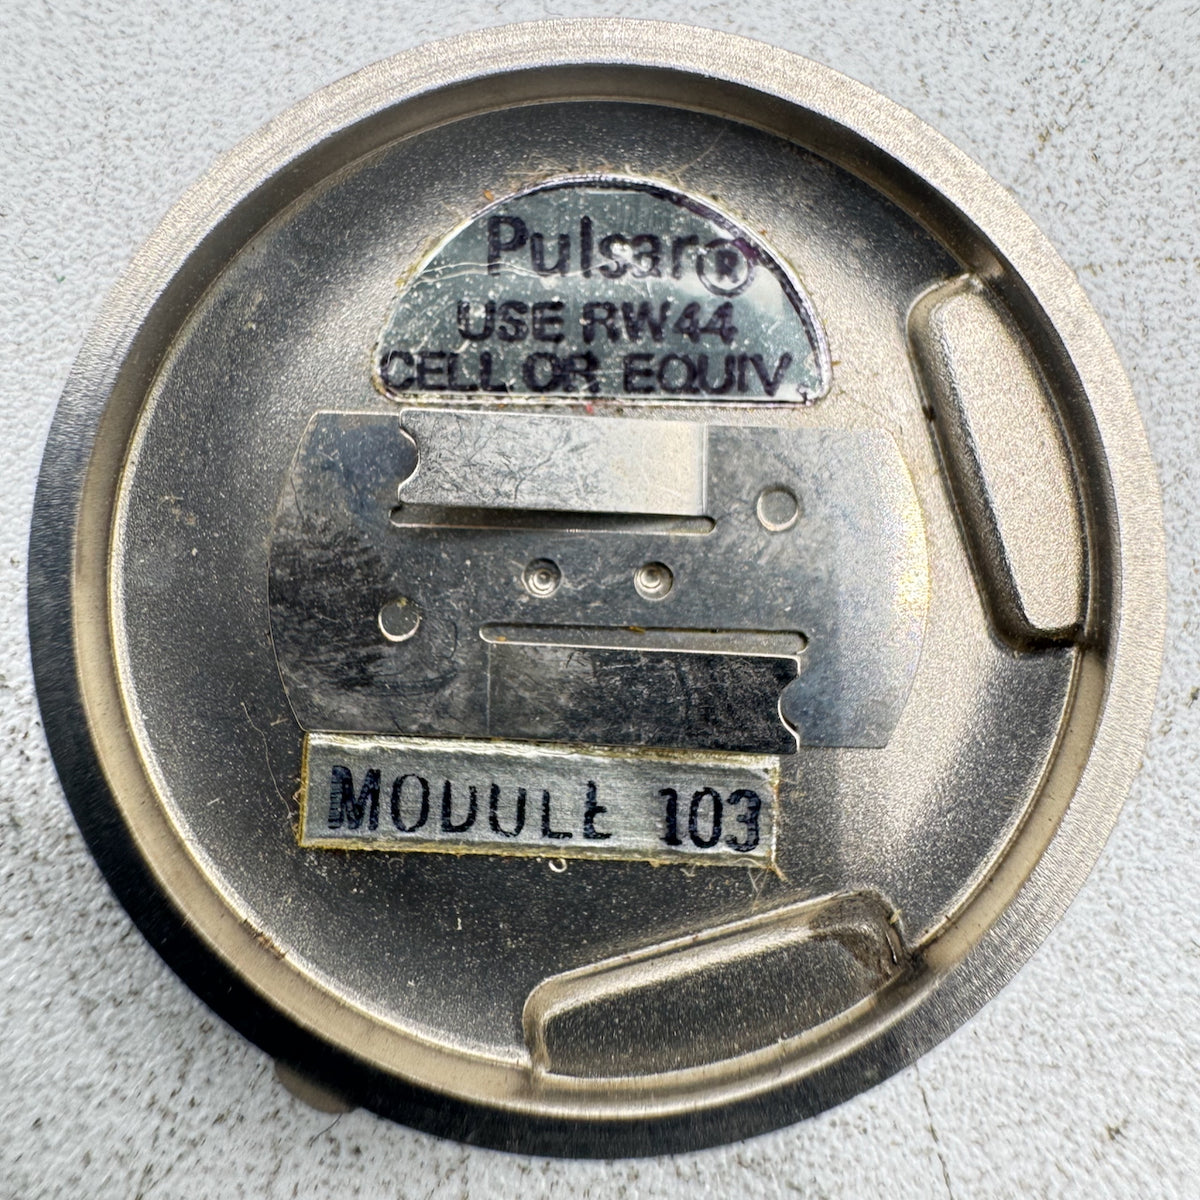 Pulsar®
USE RW44
CELL OR EQUIV
MODULE 103